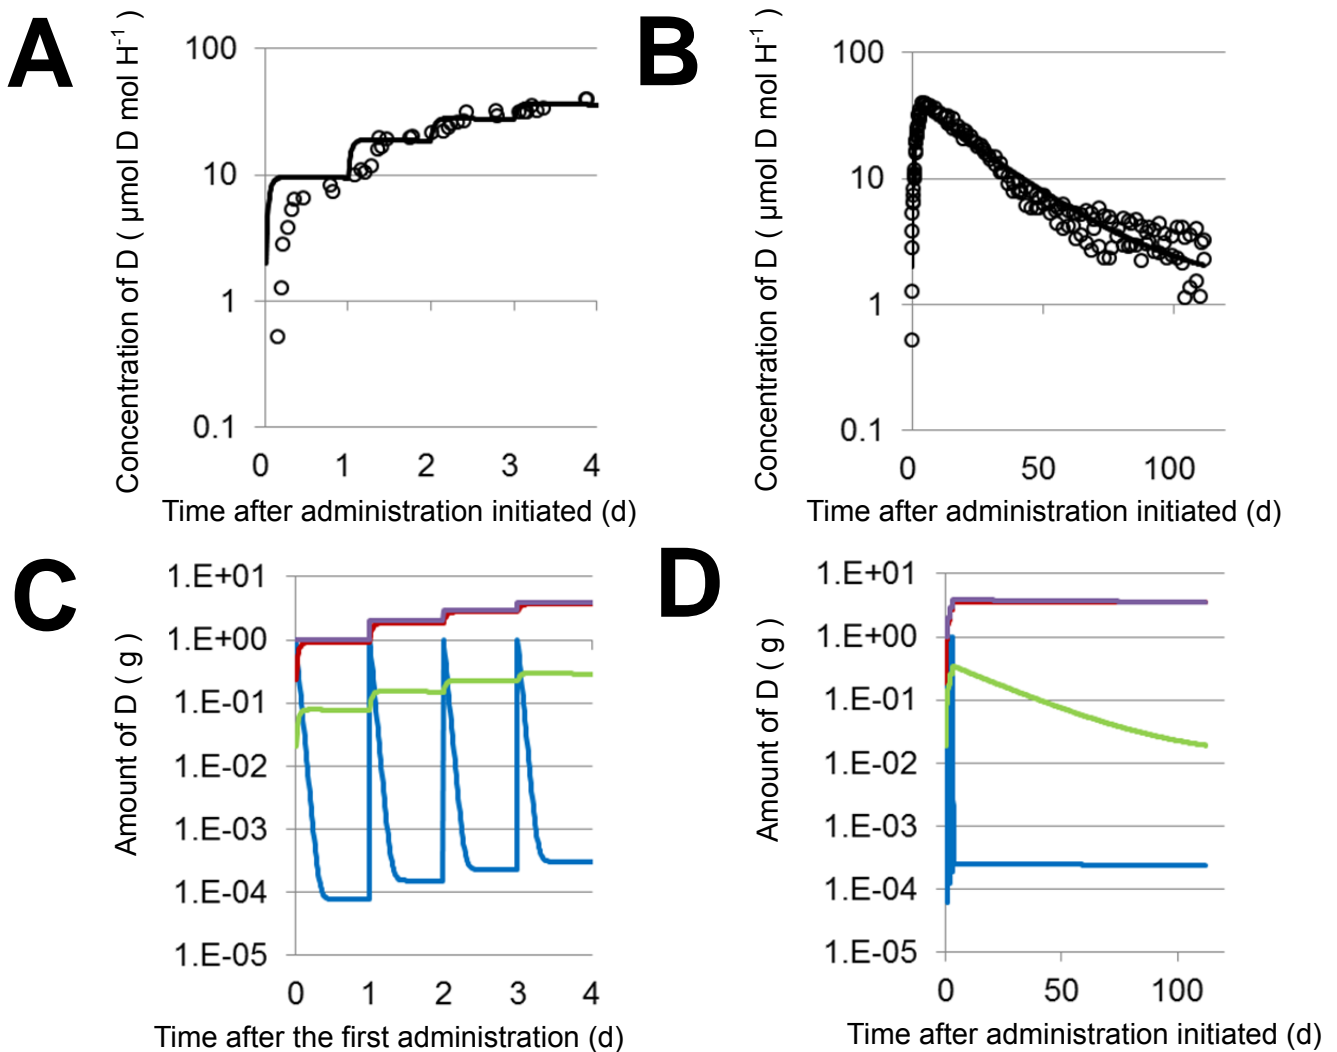 A
Concentration of D ( µmol D mol H-1 )
100
10
1
0.1
0 1 2 3 4
Time after administration initiated (d)
B
Concentration of D ( µmol D mol H-1 )
100
10
1
0.1
0 50 100
Time after administration initiated (d)
C
Amount of D ( g )
1.E+01
1.E+00
1.E-01
1.E-02
1.E-03
1.E-04
1.E-05
0 1 2 3 4
Time after the first administration (d)
D
Amount of D ( g )
1.E+01
1.E+00
1.E-01
1.E-02
1.E-03
1.E-04
1.E-05
0 50 100
Time after administration initiated (d)